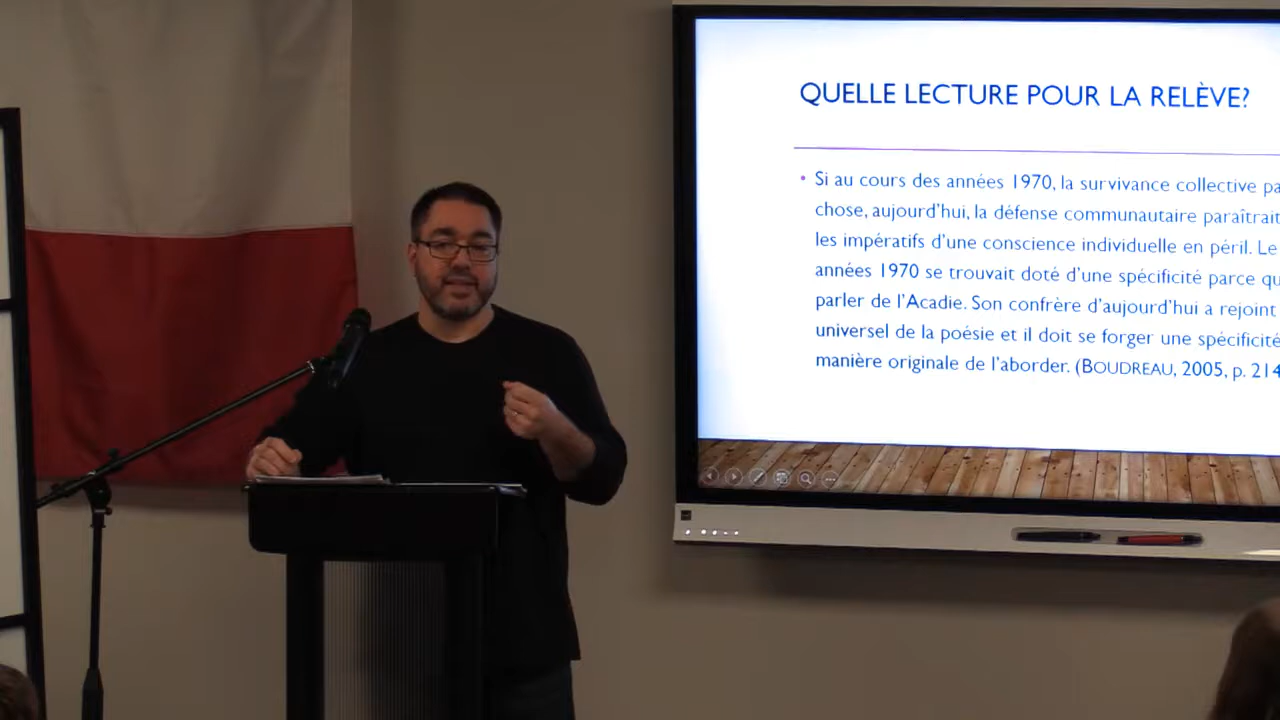 QUELLE LECTURE POUR LA RELÈVE?
• Si au cours des années 1970, la survivance collective
chose, aujourd'hui, la défense communautaire paraîtrait
les impératifs d'une conscience individuelle en péril. Le
années 1970 se trouvait doté d'une spécificité parce
parler de l'Acadie. Son confrère d'aujourd'hui a rejoint
universel de la poésie et il doit se forger une spécificité
manière originale de l'aborder. (BOUDREAU, 2005, p. 214